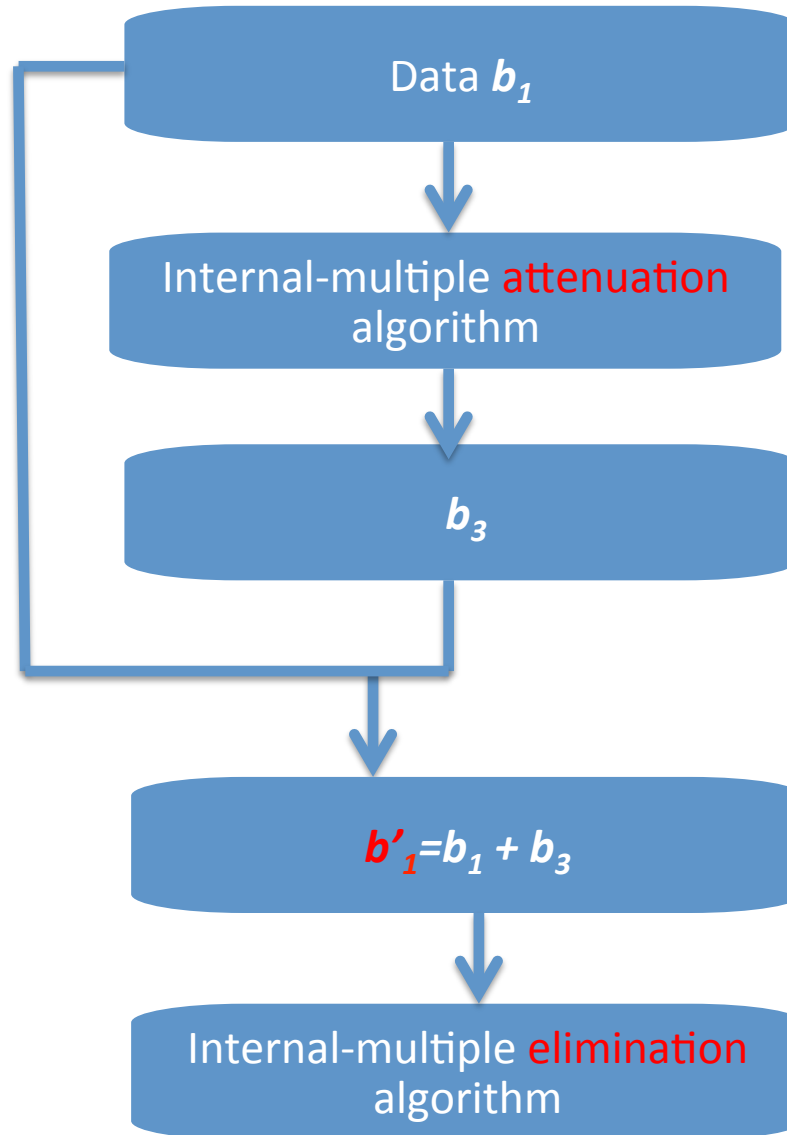 Data b₁
Internal-multiple attenuation
algorithm
b₃
b’₁=b₁ + b₃
Internal-multiple elimination
algorithm